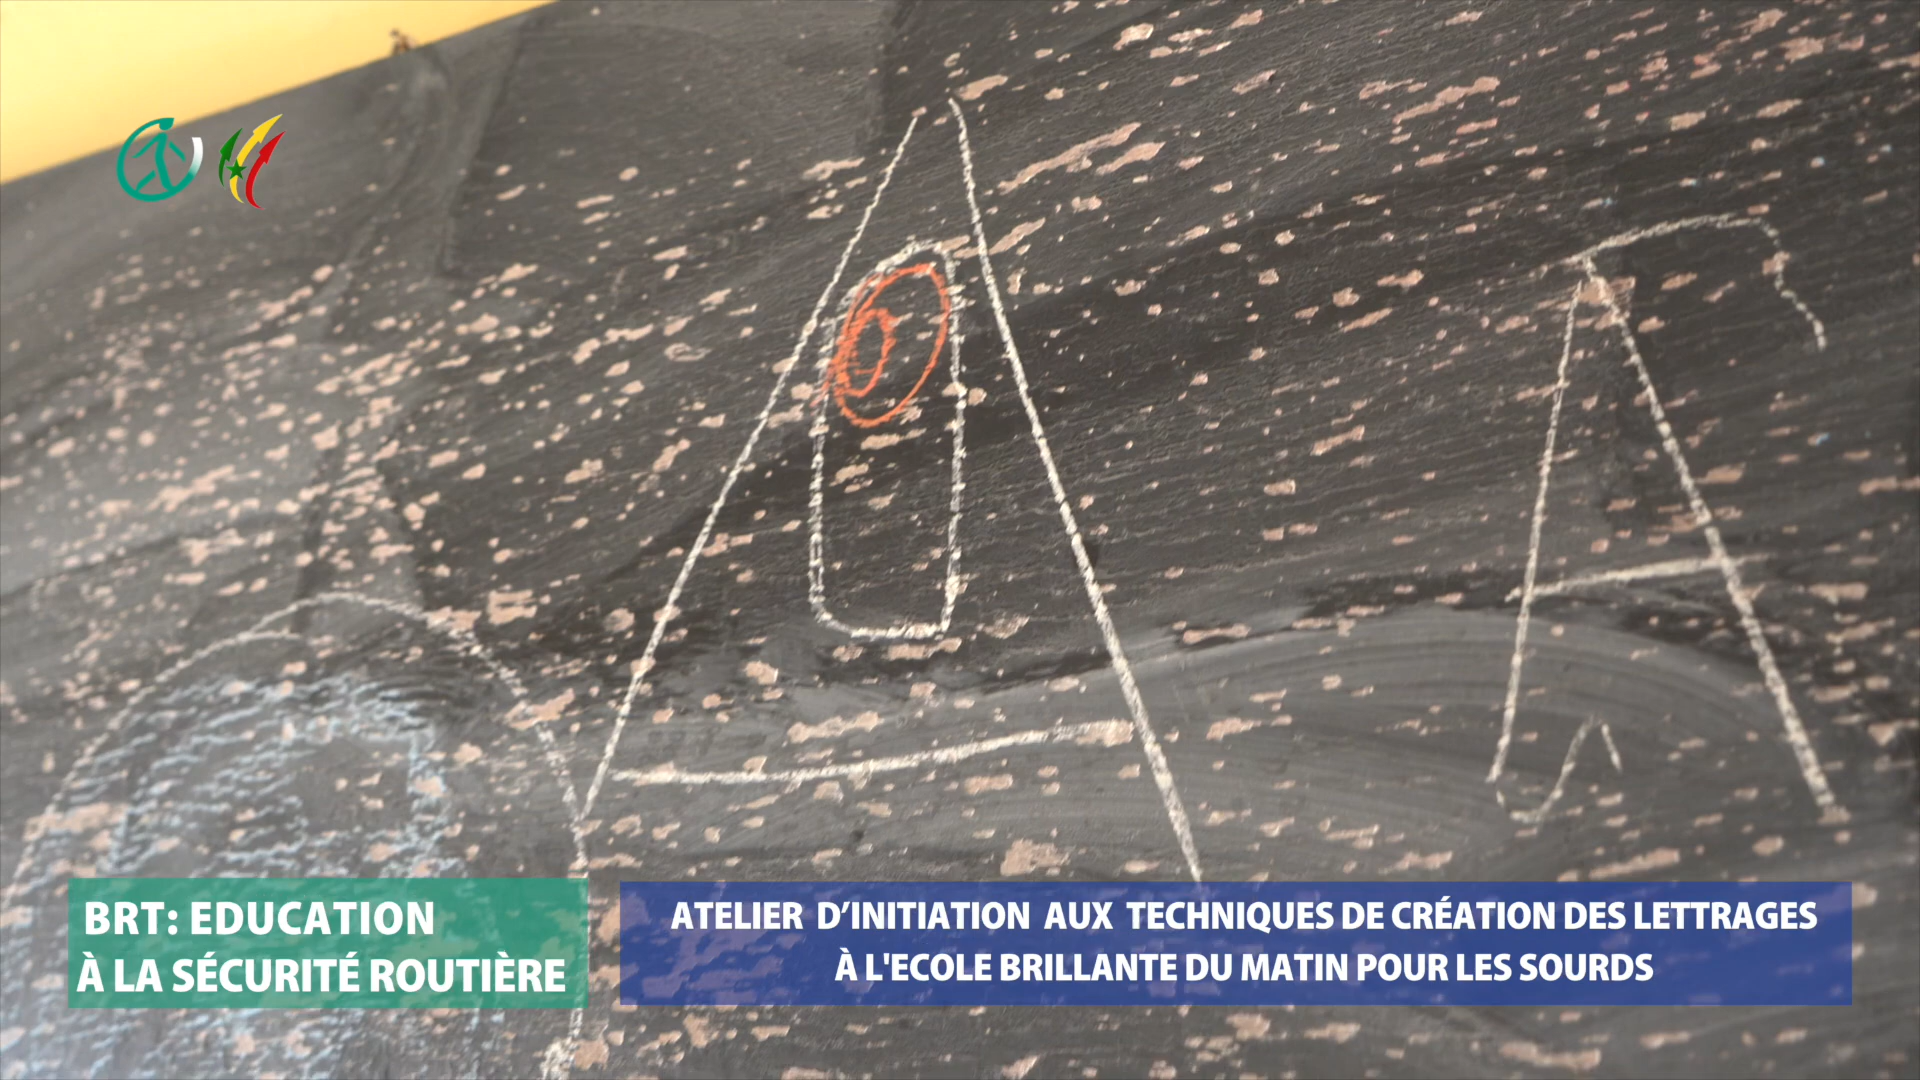 BRT: EDUCATION
À LA SÉCURITÉ ROUTIÈRE
ATELIER D’INITIATION AUX TECHNIQUES DE CRÉATION DES LETTRAGES
À L'ECOLE BRILLANTE DU MATIN POUR LES SOURDS